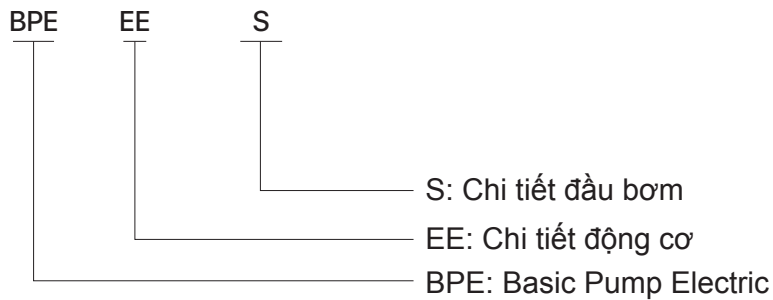 BPE EE S
S: Chi tiết đầu bơm
EE: Chi tiết động cơ
BPE: Basic Pump Electric